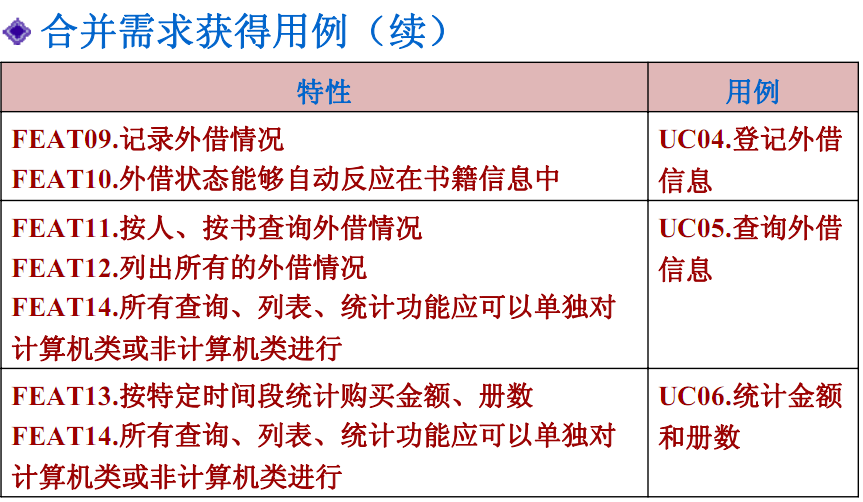 合并需求获得用例（续）
特性
用例
FEAT09.记录外借情况
FEAT10.外借状态能够自动反应在书籍信息中
UC04.登记外借
信息
FEAT11.按人、按书查询外借情况
FEAT12.列出所有的外借情况
FEAT14.所有查询、列表、统计功能应可以单独对
计算机类或非计算机类进行
UC05.查询外借
信息
FEAT13.按特定时间段统计购买金额、册数
FEAT14.所有查询、列表、统计功能应可以单独对
计算机类或非计算机类进行
UC06.统计金额
和册数